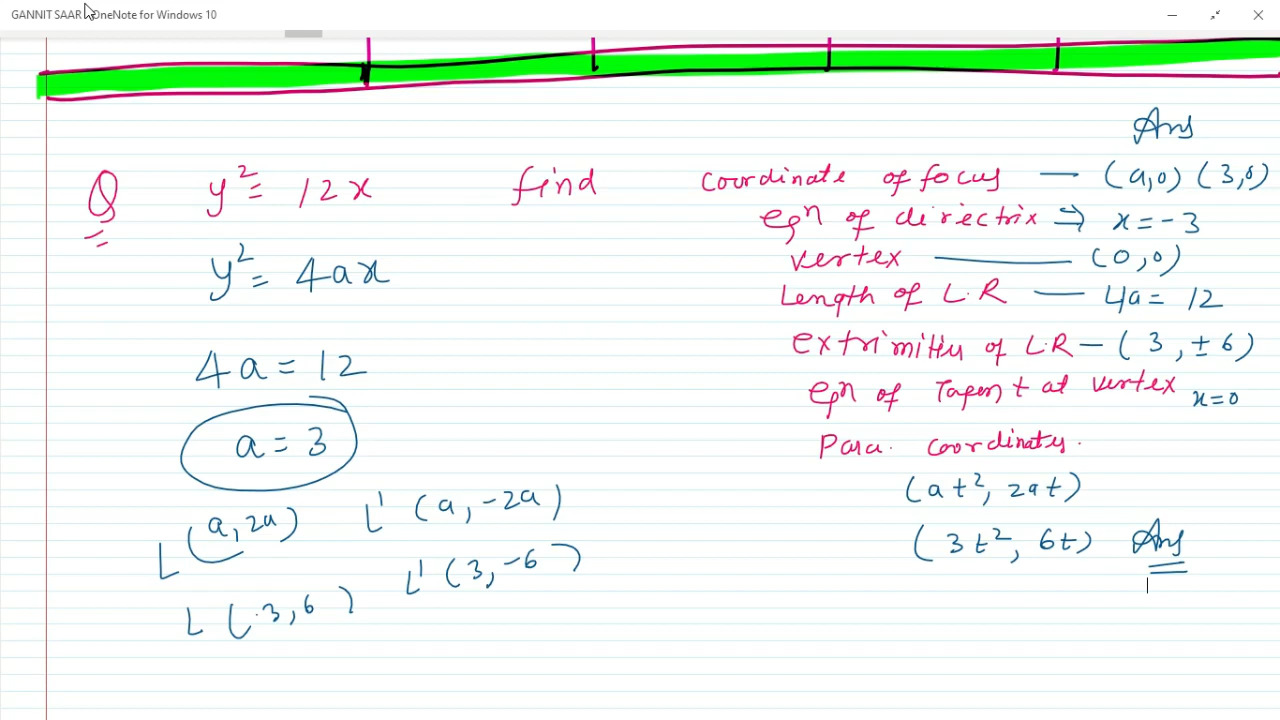 GANNIT SAAR - OneNote for Windows 10
Ans
Q y² = 12x find coordinate of focus — (a,0) (3,0)
eqn of directrix ⇒ x = -3
y² = 4ax vertex — (0,0)
Length of L.R — 4a = 12
4a = 12 extrimities of L.R - (3, ±6)
eqn of Tangent at vertex x=0
a = 3 Para. coordinates.
(at², 2at)
L (a,2a) L' (a,-2a)
(3t², 6t) Ans
L (3,6) L' (3,-6)